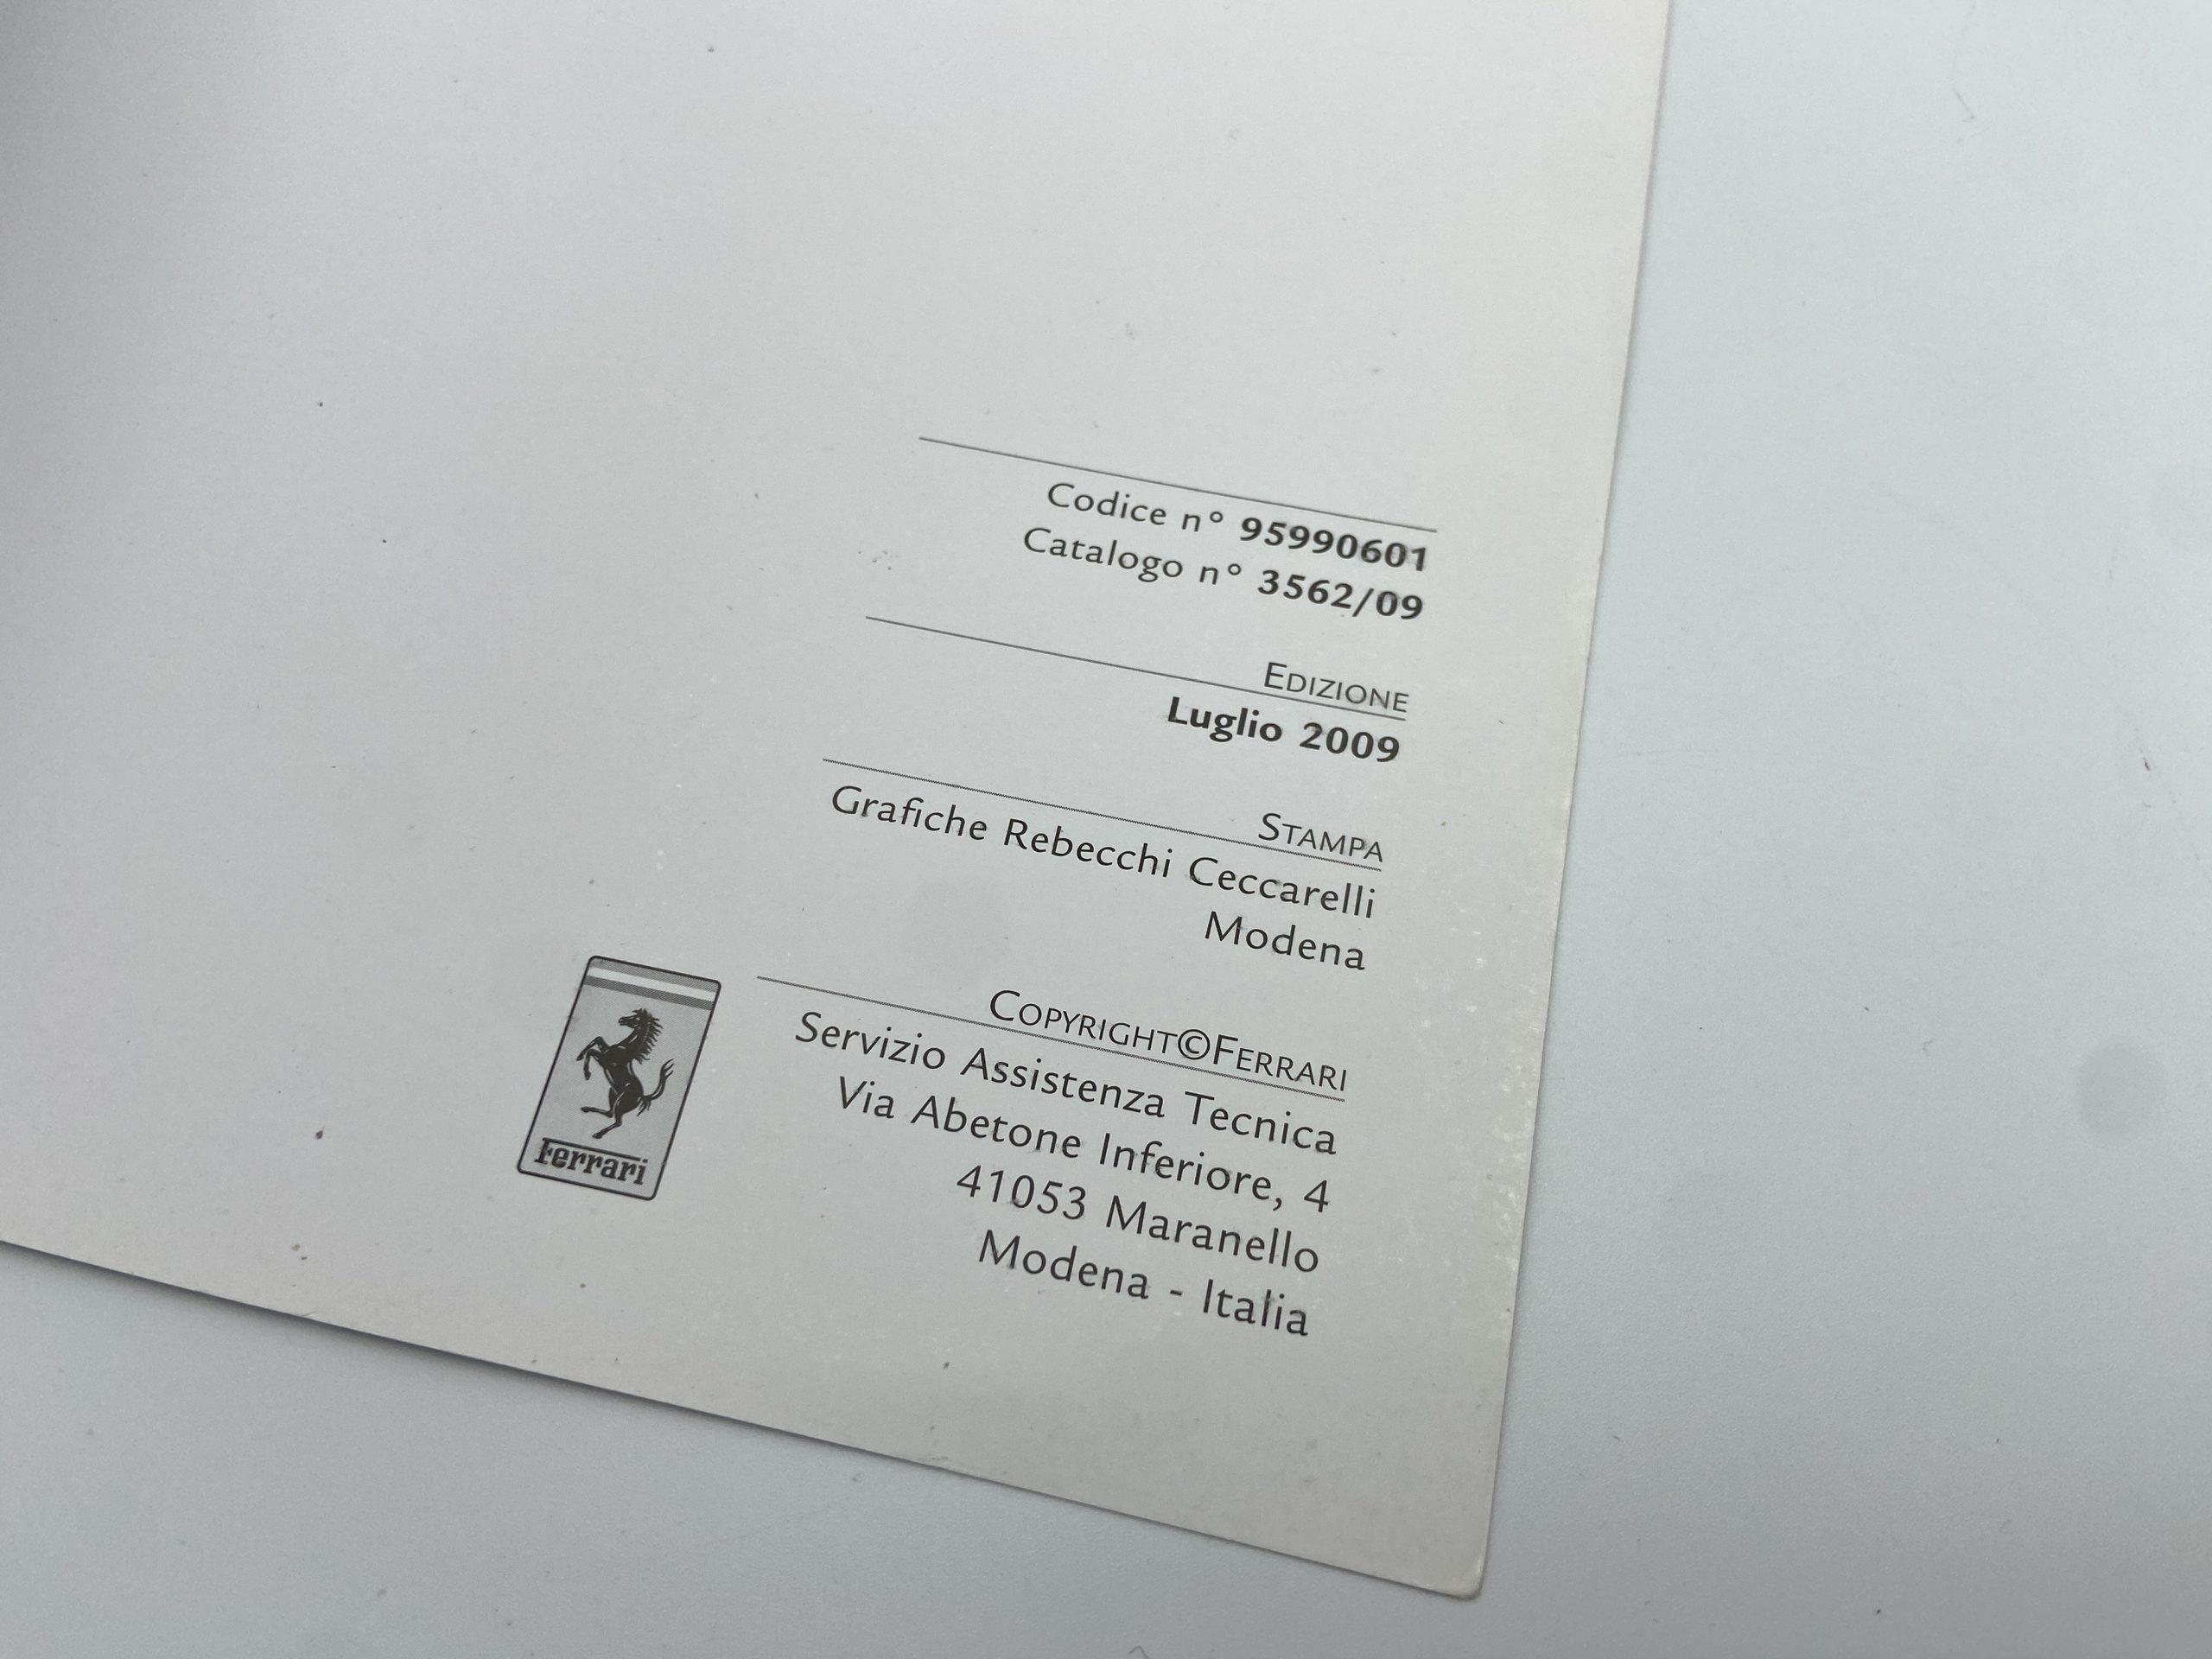 Codice n° 95990601
Catalogo n° 3562/09
EDIZIONE
Luglio 2009
STAMPA
Grafiche Rebecchi Ceccarelli
Modena
COPYRIGHT©FERRARI
Servizio Assistenza Tecnica
Via Abetone Inferiore, 4
41053 Maranello
Modena - Italia
Ferrari